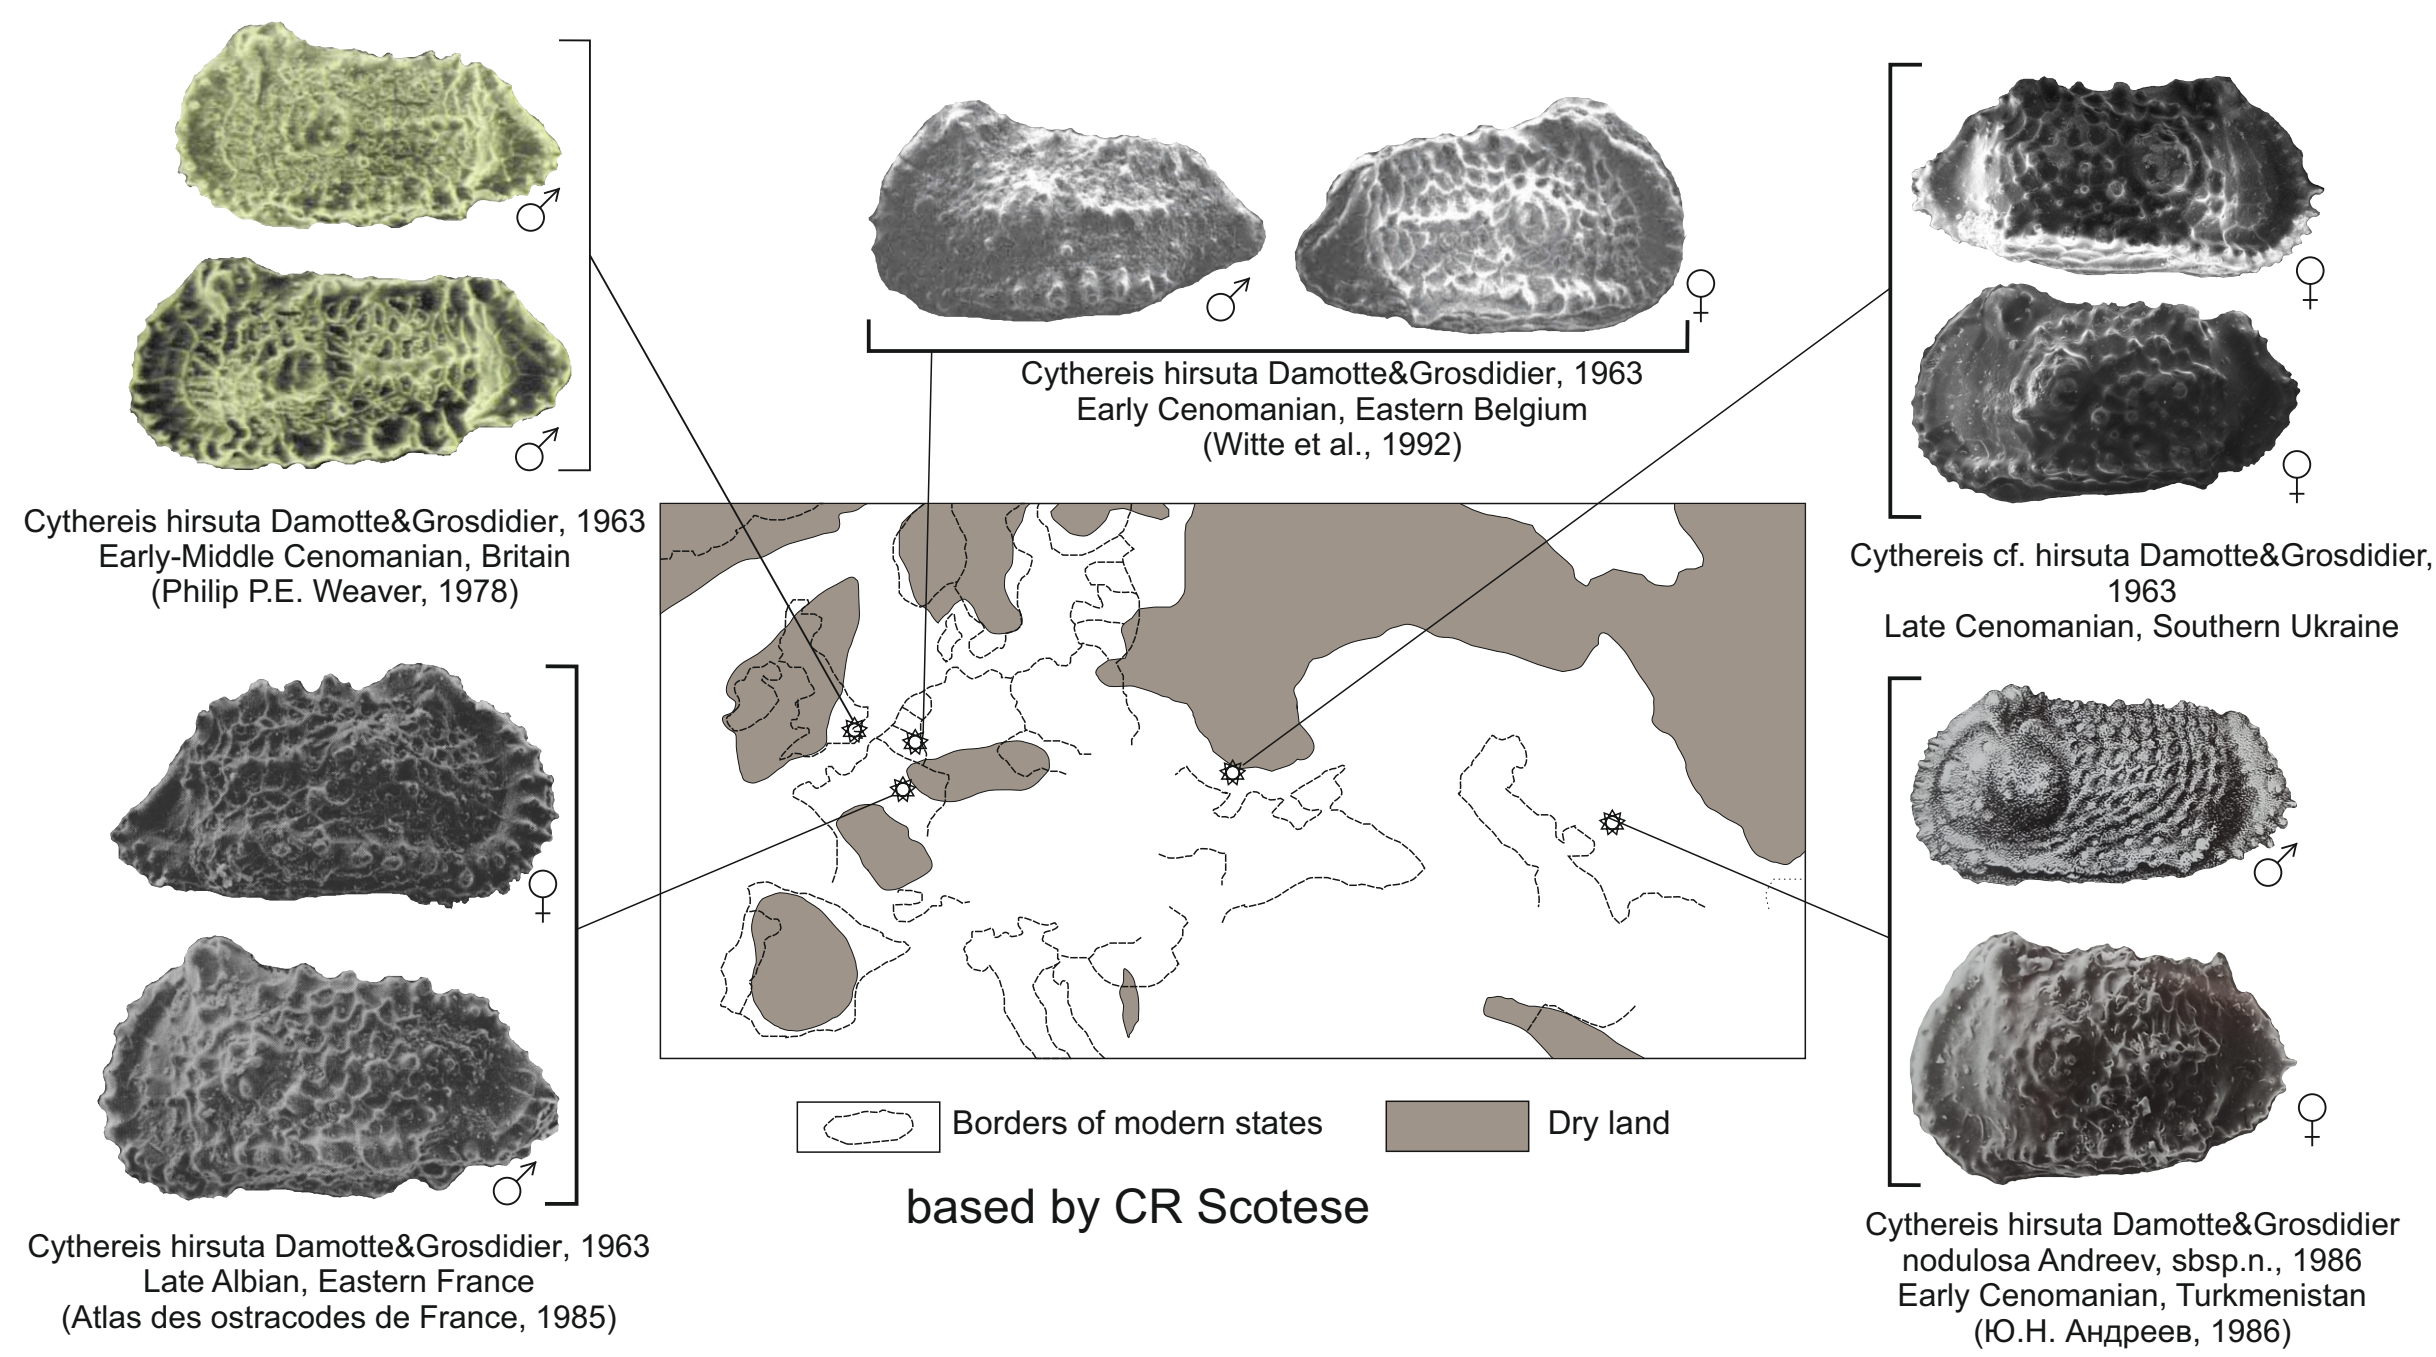 Cythereis hirsuta Damotte&Grosdidier, 1963
Early Cenomanian, Eastern Belgium
(Witte et al., 1992)
Cythereis hirsuta Damotte&Grosdidier, 1963
Early-Middle Cenomanian, Britain
(Philip P.E. Weaver, 1978)
Cythereis cf. hirsuta Damotte&Grosdidier,
1963
Late Cenomanian, Southern Ukraine
Borders of modern states
Dry land
based by CR Scotese
Cythereis hirsuta Damotte&Grosdidier, 1963
Late Albian, Eastern France
(Atlas des ostracodes de France, 1985)
Cythereis hirsuta Damotte&Grosdidier
nodulosa Andreev, sbsp.n., 1986
Early Cenomanian, Turkmenistan
(Ю.Н. Андреев, 1986)